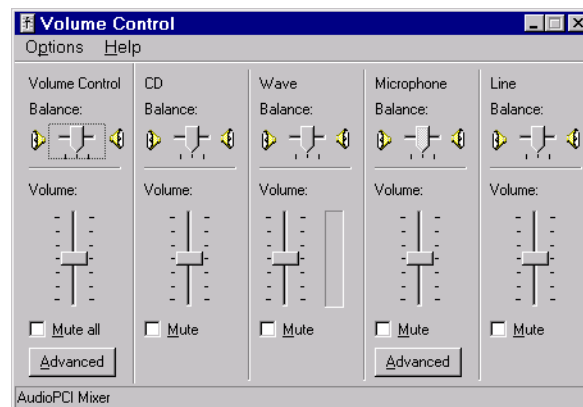 Volume Control
Options Help
Volume Control CD Wave Microphone Line
Balance: Balance: Balance: Balance: Balance:
Volume: Volume: Volume: Volume: Volume:
Mute all Mute Mute Mute Mute
Advanced Advanced
AudioPCI Mixer